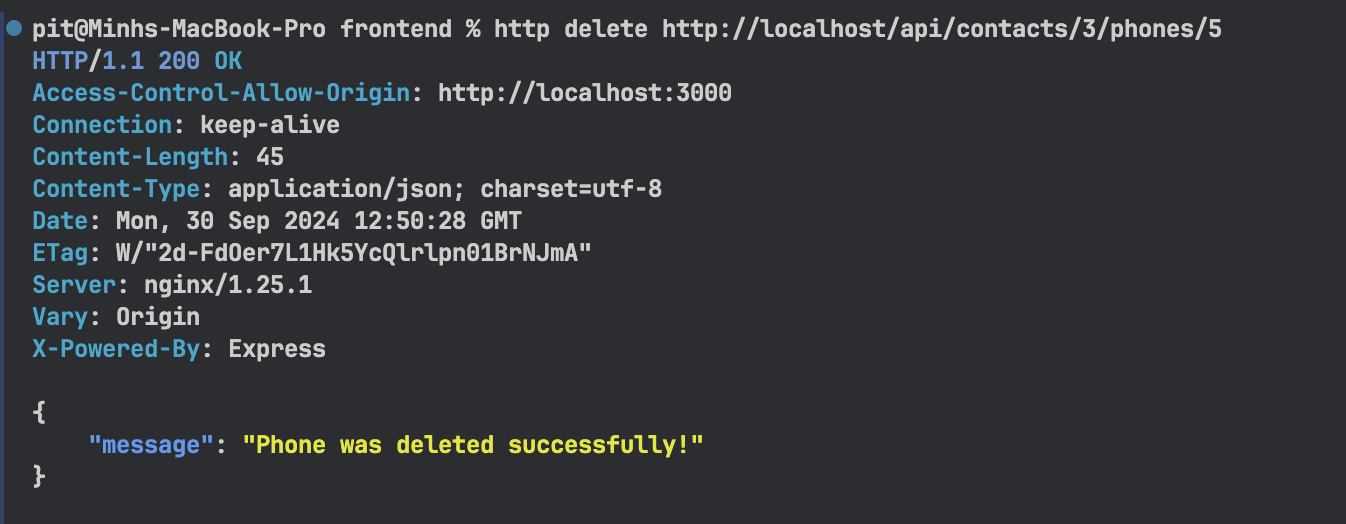 pit@Minhs-MacBook-Pro frontend % http delete http://localhost/api/contacts/3/phones/5
HTTP/1.1 200 OK
Access-Control-Allow-Origin: http://localhost:3000
Connection: keep-alive
Content-Length: 45
Content-Type: application/json; charset=utf-8
Date: Mon, 30 Sep 2024 12:50:28 GMT
ETag: W/"2d-FdOer7L1Hk5YcQlrlpn01BrNJmA"
Server: nginx/1.25.1
Vary: Origin
X-Powered-By: Express
{
    "message": "Phone was deleted successfully!"
}